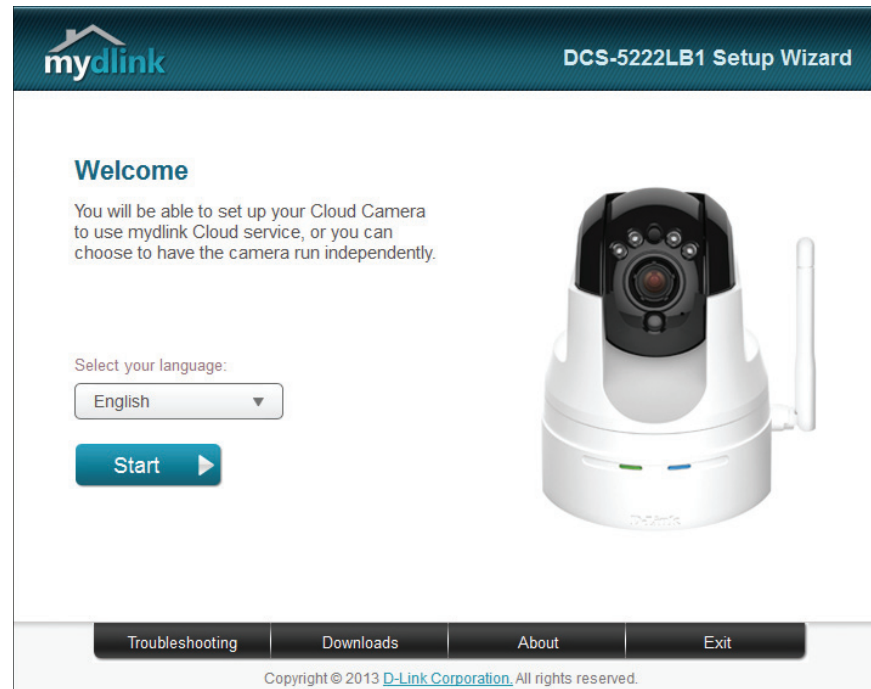 mydlink
DCS-5222LB1 Setup Wizard
Welcome
You will be able to set up your Cloud Camera
to use mydlink Cloud service, or you can
choose to have the camera run independently.
Select your language:
English
Start
D-Link
Troubleshooting Downloads About Exit
Copyright © 2013 D-Link Corporation. All rights reserved.